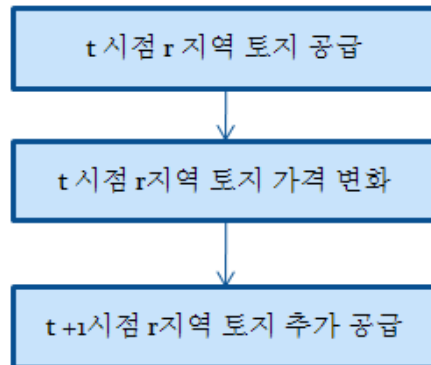 t 시점 r 지역 토지 공급
t 시점 r지역 토지 가격 변화
t +1시점 r지역 토지 추가 공급